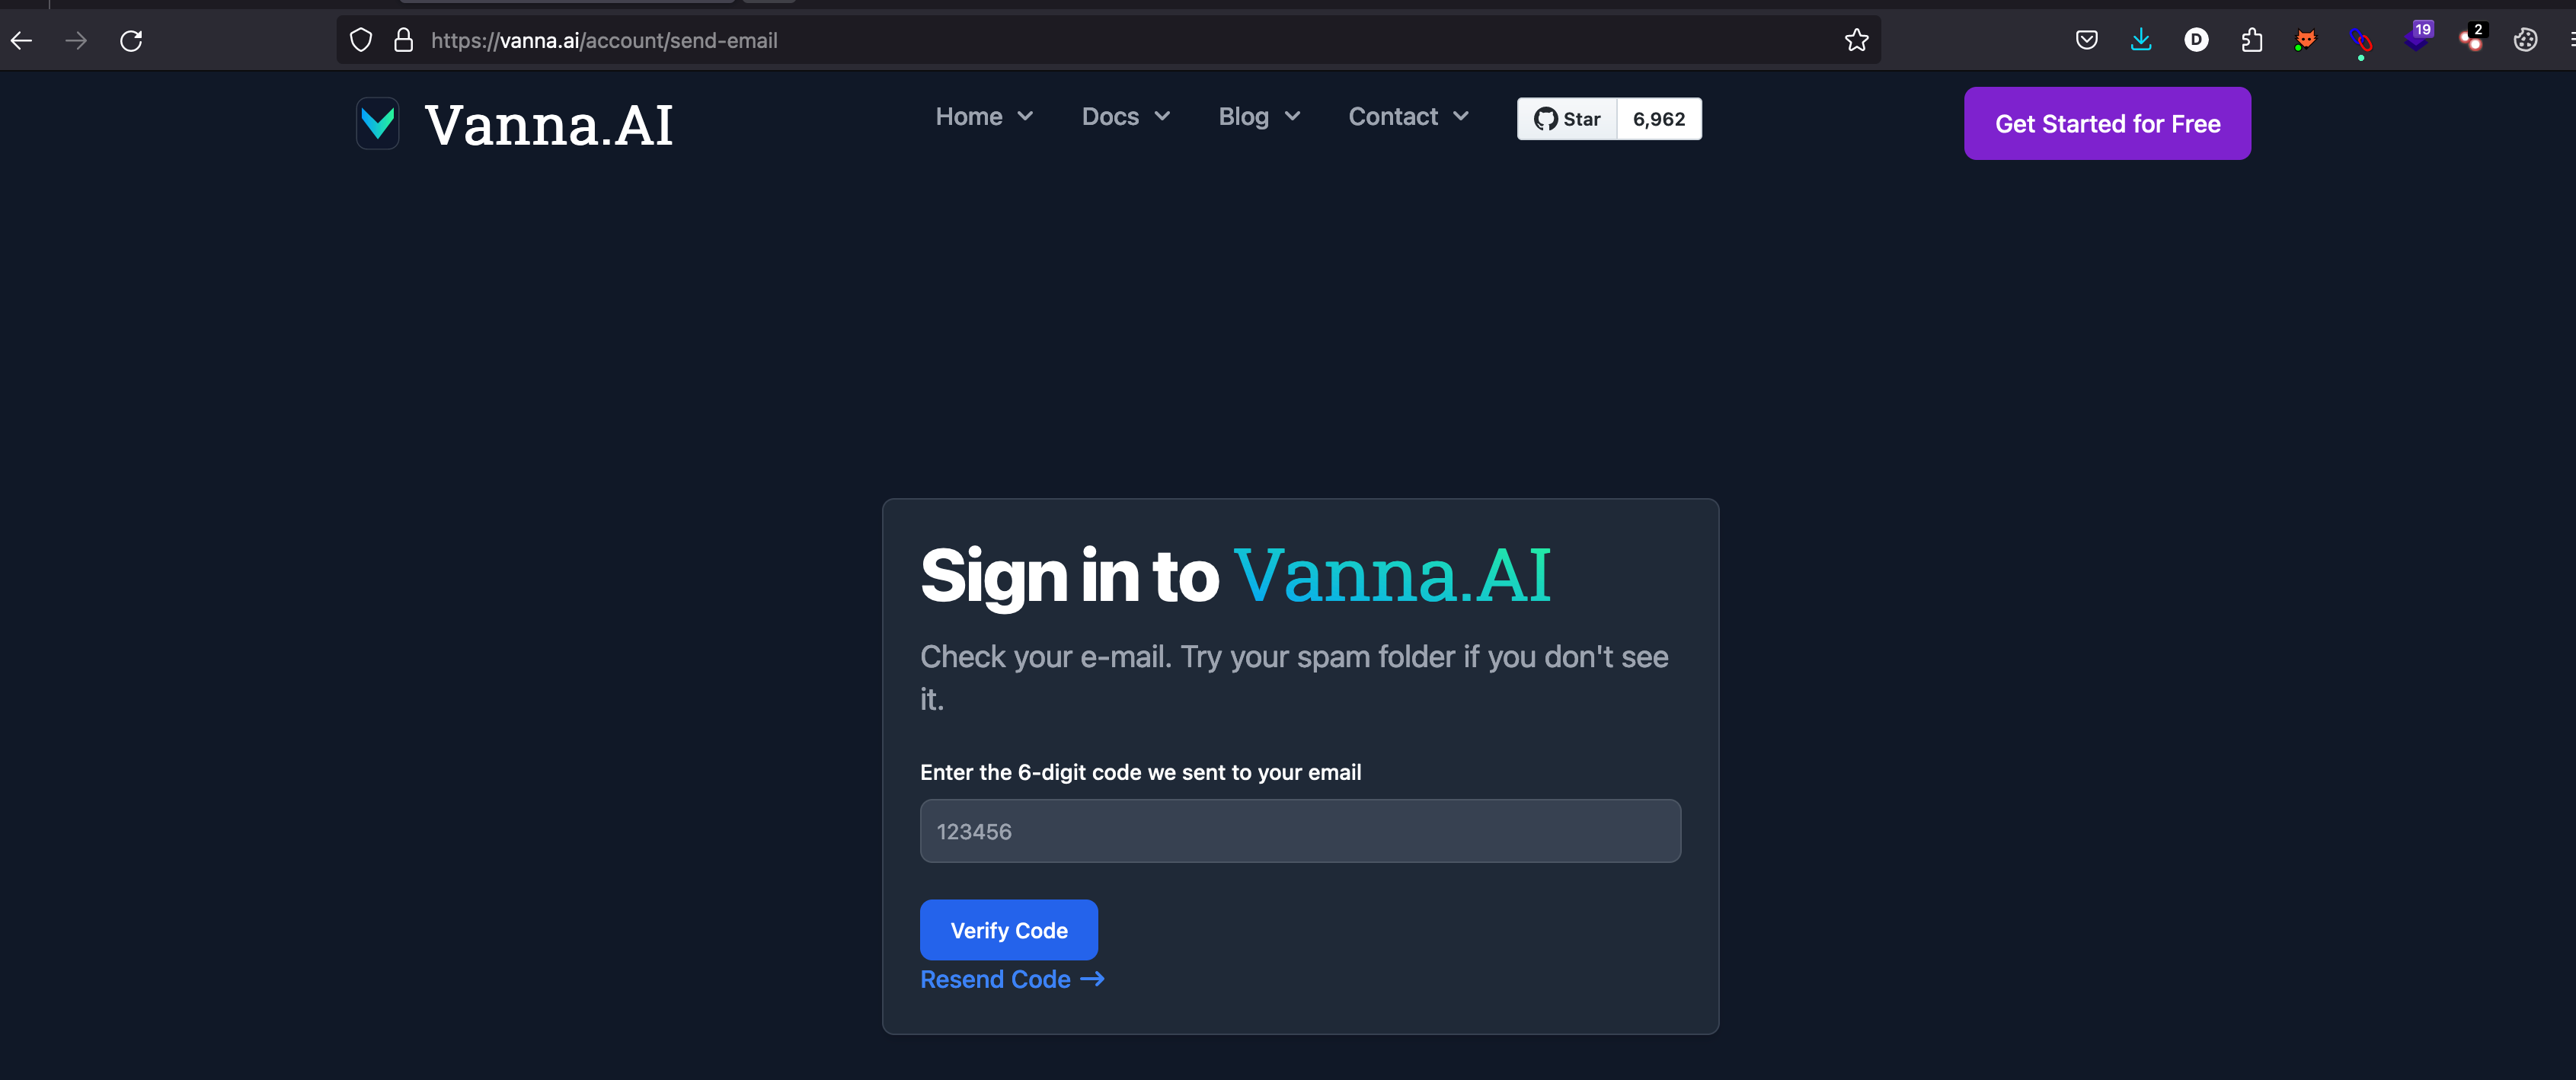 https://vanna.ai/account/send-email
D
19
2
Vanna.AI
Home
Docs
Blog
Contact
Star
6,962
Get Started for Free
Sign in to Vanna.AI
Check your e-mail. Try your spam folder if you don't see
it.
Enter the 6-digit code we sent to your email
123456
Verify Code
Resend Code →